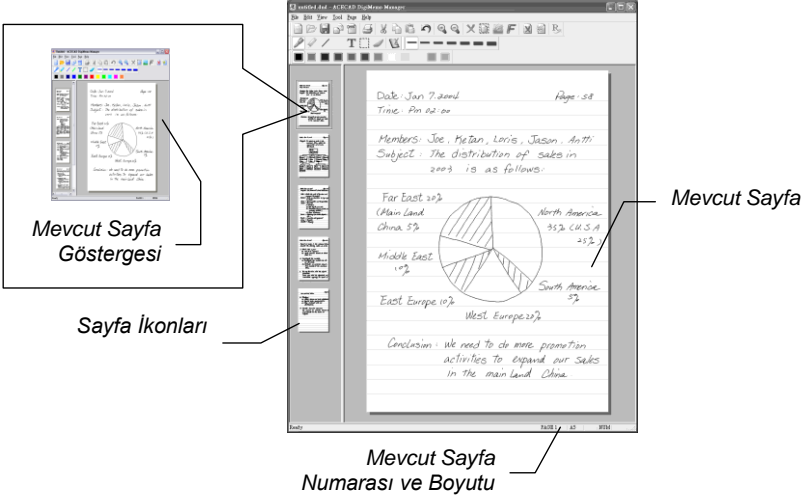 untitled.dnf - ACECAD DigiMemo Manager
File Edit View Tool Page Help
Date: Jan 7. 2004 Page: 58
Time: Pm 02:00
Members: Joe, Ketan, Loris, Jason, Antti
Subject: The distribution of sales in
2003 is as follows:
Far East 20%
(Main Land
China 5%
North America
35% (U.S.A
25%)
Middle East
10%
South America
5%
East Europe 10%
West Europe 20%
Conclusion: We need to do more promotion
activities to expand our sales
in the main Land China
Ready PAGE 1 A5 NUM
Mevcut Sayfa
Göstergesi
Sayfa İkonları
Mevcut Sayfa
Mevcut Sayfa
Numarası ve Boyutu